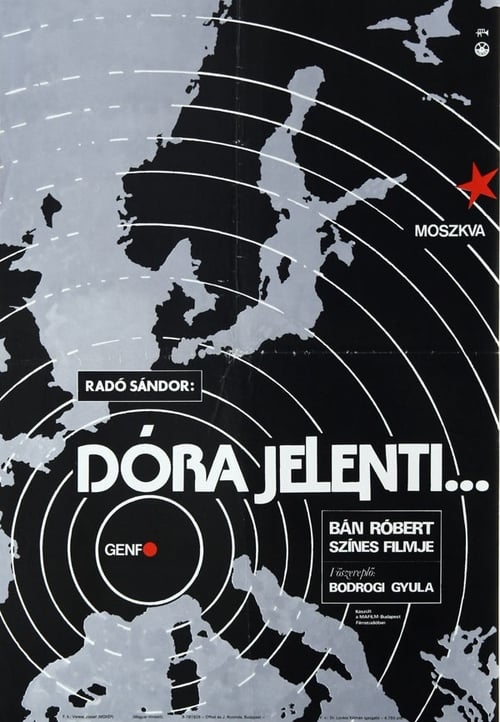 MOSZKVA
RADÓ SÁNDOR:
DÓRA JELENTI...
BÁN RÓBERT
SZÍNES FILMJE
GENF
Főszereplő:
BODROGI GYULA
Készült
a MAFILM Budapest
Filmstúdióban